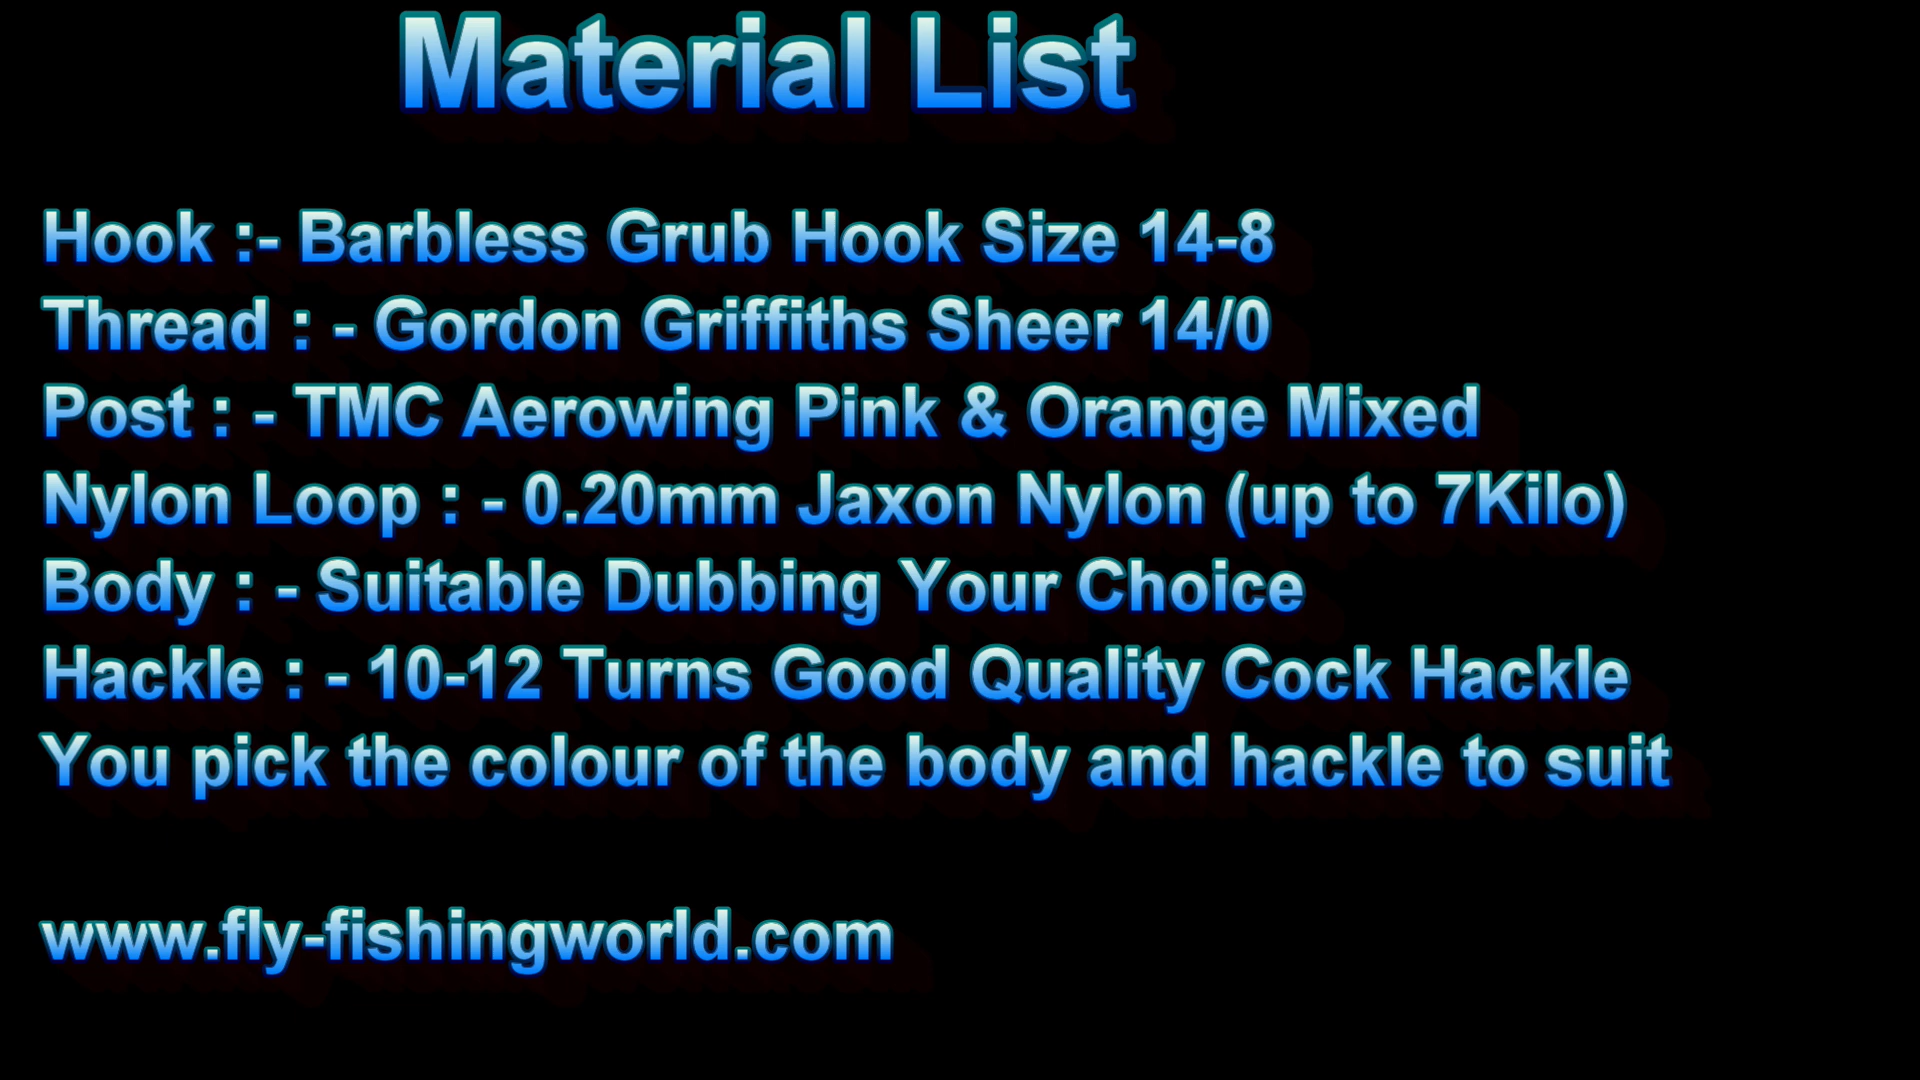 Material List
Hook :- Barbless Grub Hook Size 14-8
Thread : - Gordon Griffiths Sheer 14/0
Post : - TMC Aerowing Pink & Orange Mixed
Nylon Loop : - 0.20mm Jaxon Nylon (up to 7Kilo)
Body : - Suitable Dubbing Your Choice
Hackle : - 10-12 Turns Good Quality Cock Hackle
You pick the colour of the body and hackle to suit
www.fly-fishingworld.com